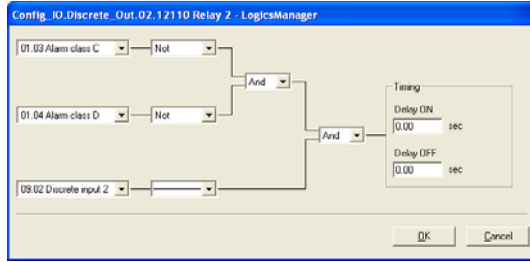 Config_IO.Discrete_Out.02.12110 Relay 2 - LogicsManager
01.03 Alarm class C
Not
And
Timing
01.04 Alarm class D
Not
Delay ON
0.00 sec
And
Delay OFF
0.00 sec
09.02 Discrete input 2
OK
Cancel